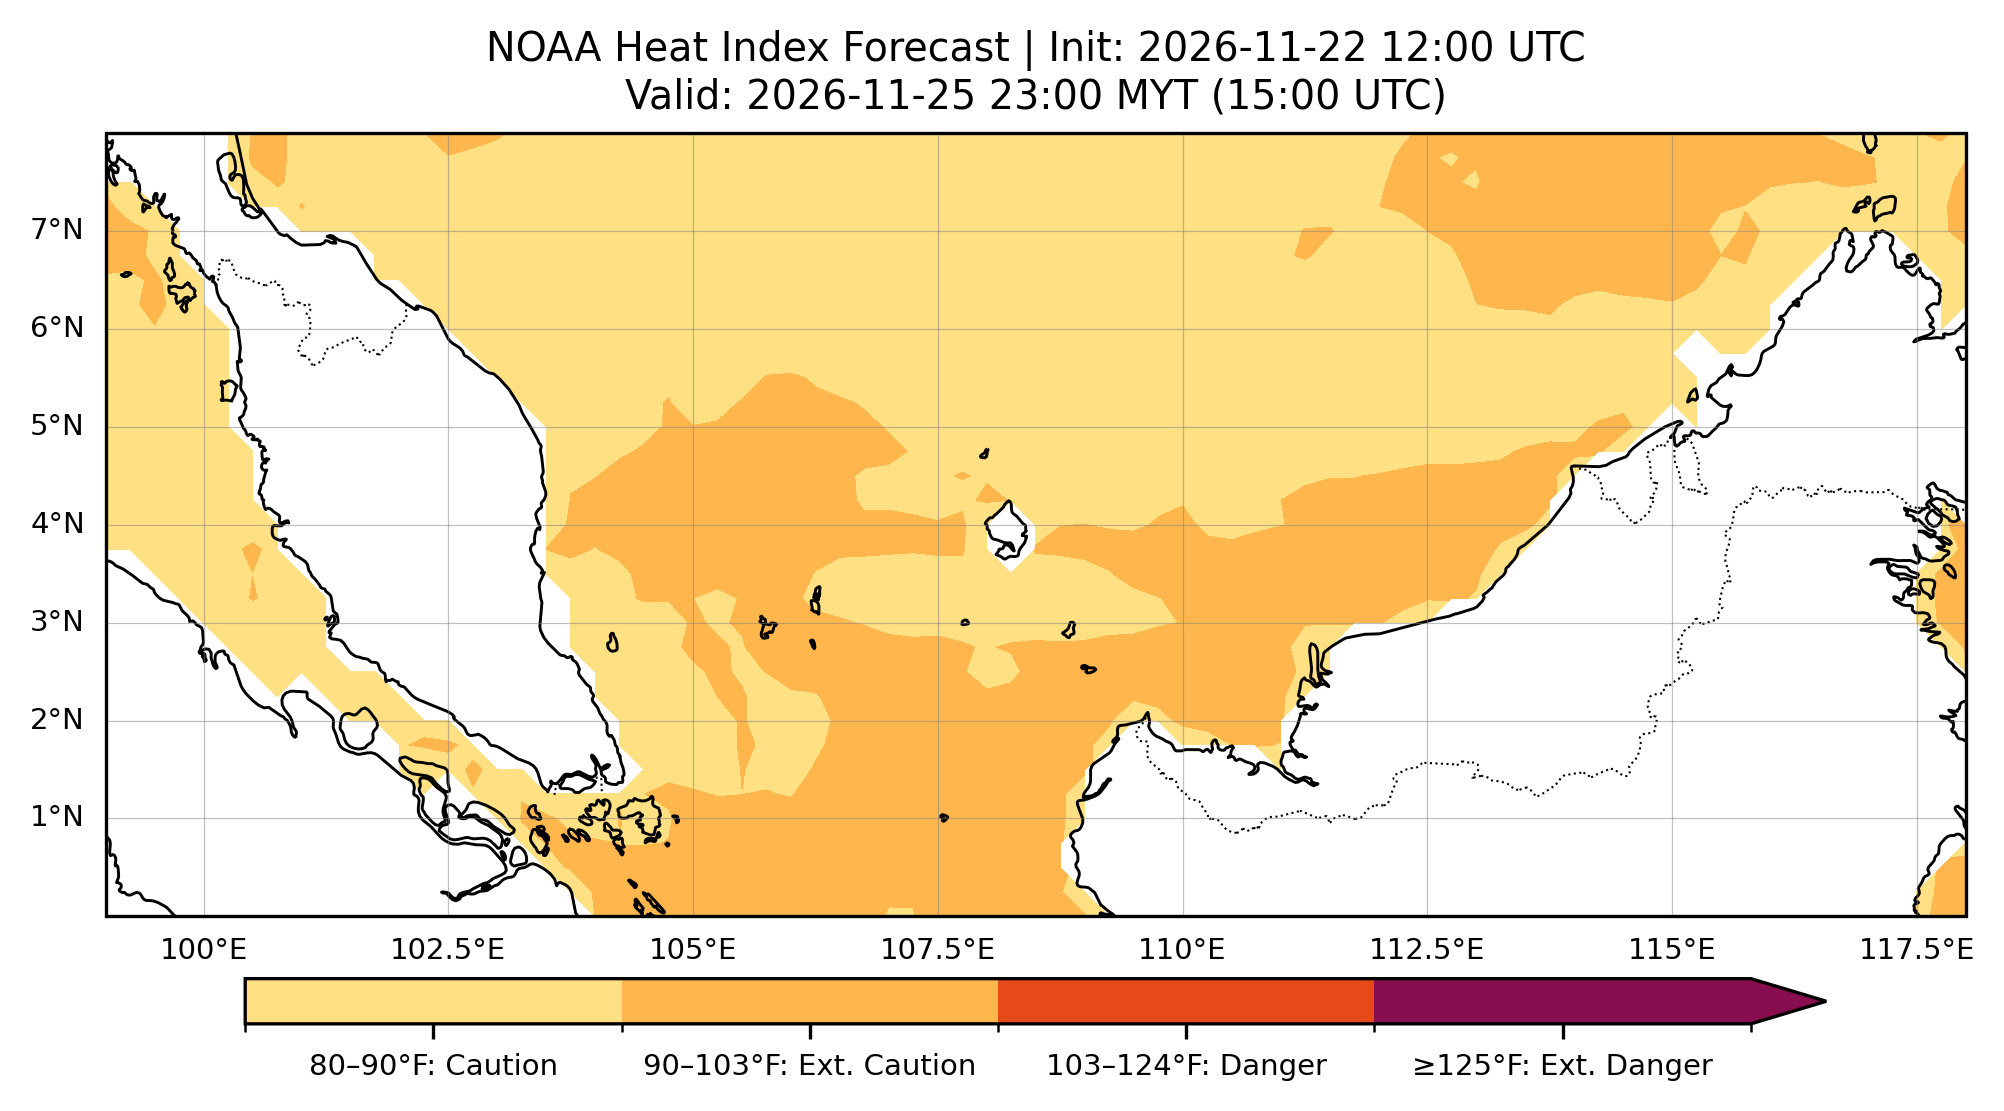 NOAA Heat Index Forecast | Init: 2026-11-22 12:00 UTC
Valid: 2026-11-25 23:00 MYT (15:00 UTC)
7°N
6°N
5°N
4°N
3°N
2°N
1°N
100°E 102.5°E 105°E 107.5°E 110°E 112.5°E 115°E 117.5°E
80–90°F: Caution 90–103°F: Ext. Caution 103–124°F: Danger ≥125°F: Ext. Danger